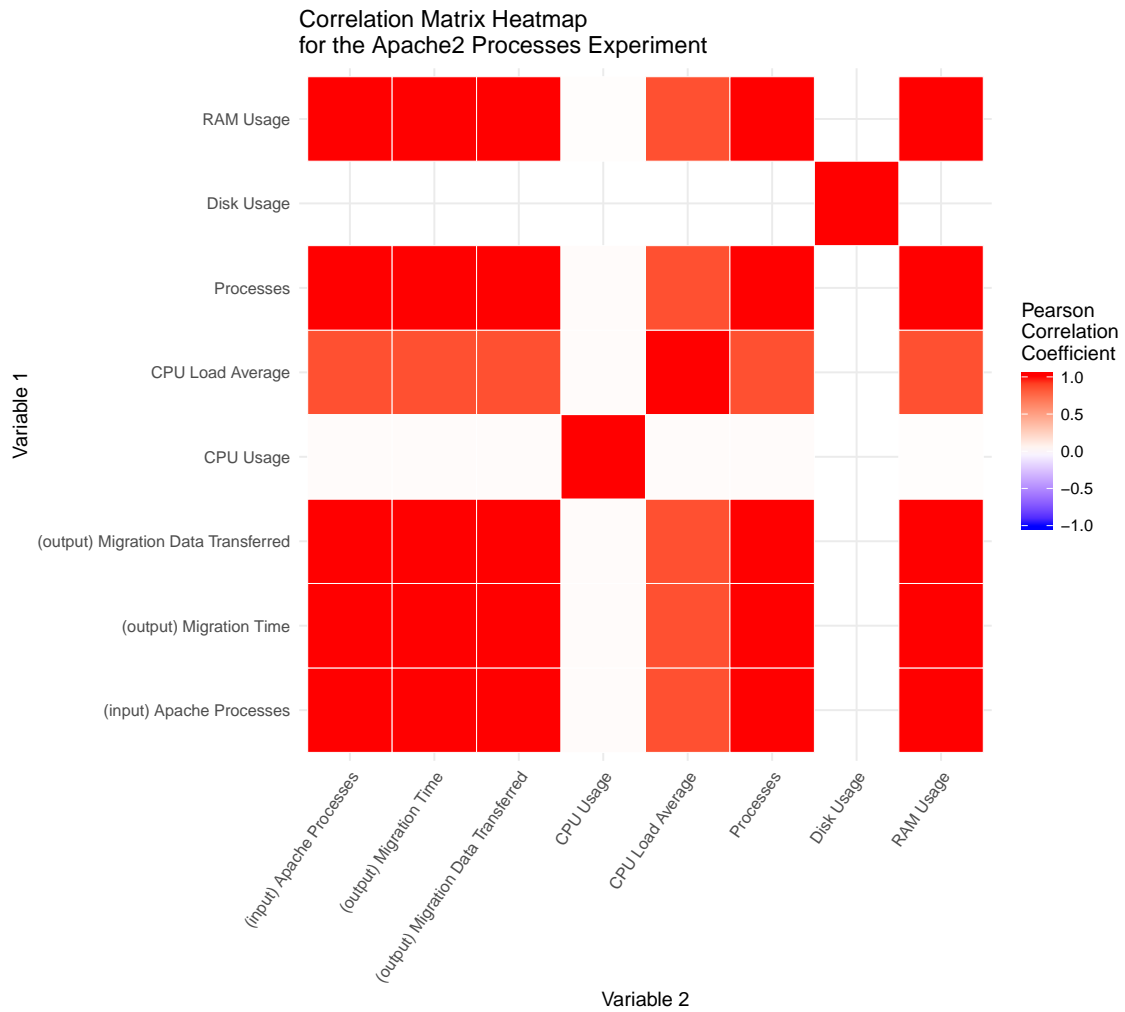 Correlation Matrix Heatmap
for the Apache2 Processes Experiment
Variable 1
RAM Usage
Disk Usage
Processes
CPU Load Average
CPU Usage
(output) Migration Data Transferred
(output) Migration Time
(input) Apache Processes
(input) Apache Processes
(output) Migration Time
(output) Migration Data Transferred
CPU Usage
CPU Load Average
Processes
Disk Usage
RAM Usage
Variable 2
Pearson
Correlation
Coefficient
1.0
0.5
0.0
−0.5
−1.0